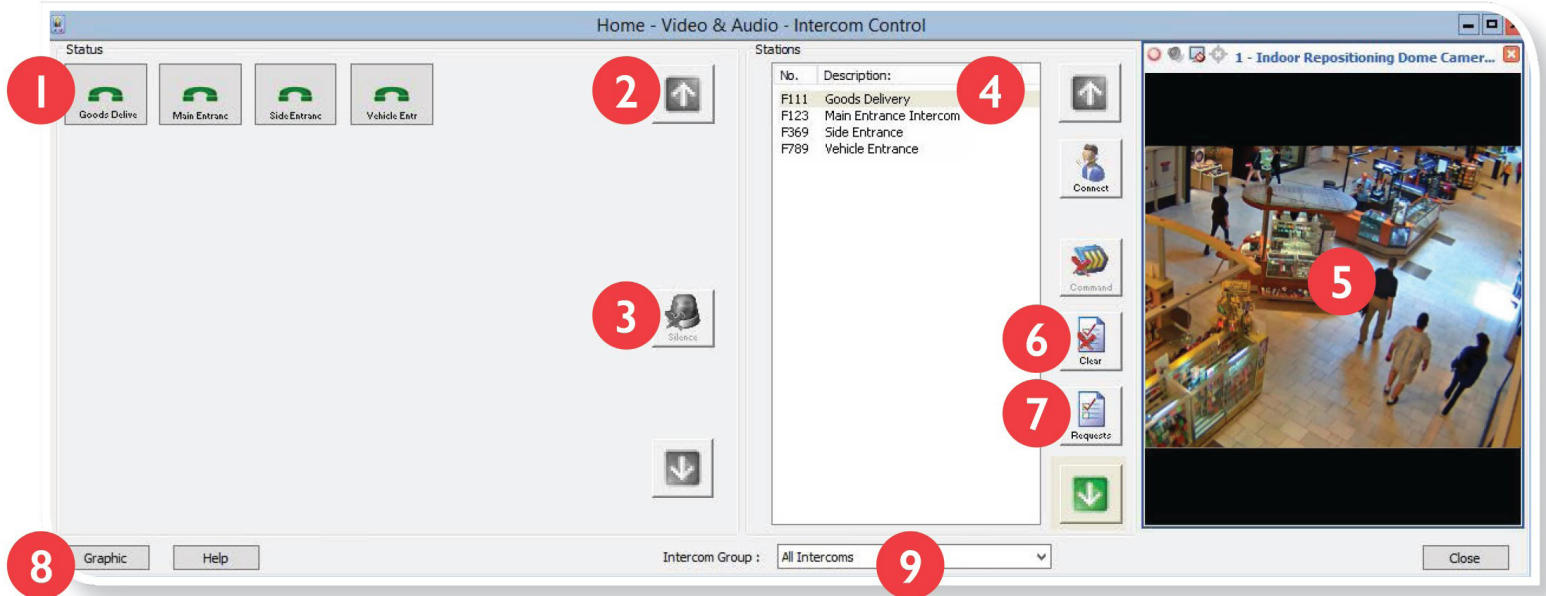 Home - Video & Audio - Intercom Control
Status
1
Goods Delive
Main Entranc
Side Entranc
Vehicle Entr
2
3
Silence
Stations
No. Description:
F111 Goods Delivery
F123 Main Entrance Intercom
F369 Side Entrance
F789 Vehicle Entrance
4
Connect
Command
6
Clear
7
Requests
1 - Indoor Repositioning Dome Camer...
5
8
Graphic
Help
Intercom Group :
All Intercoms
9
Close